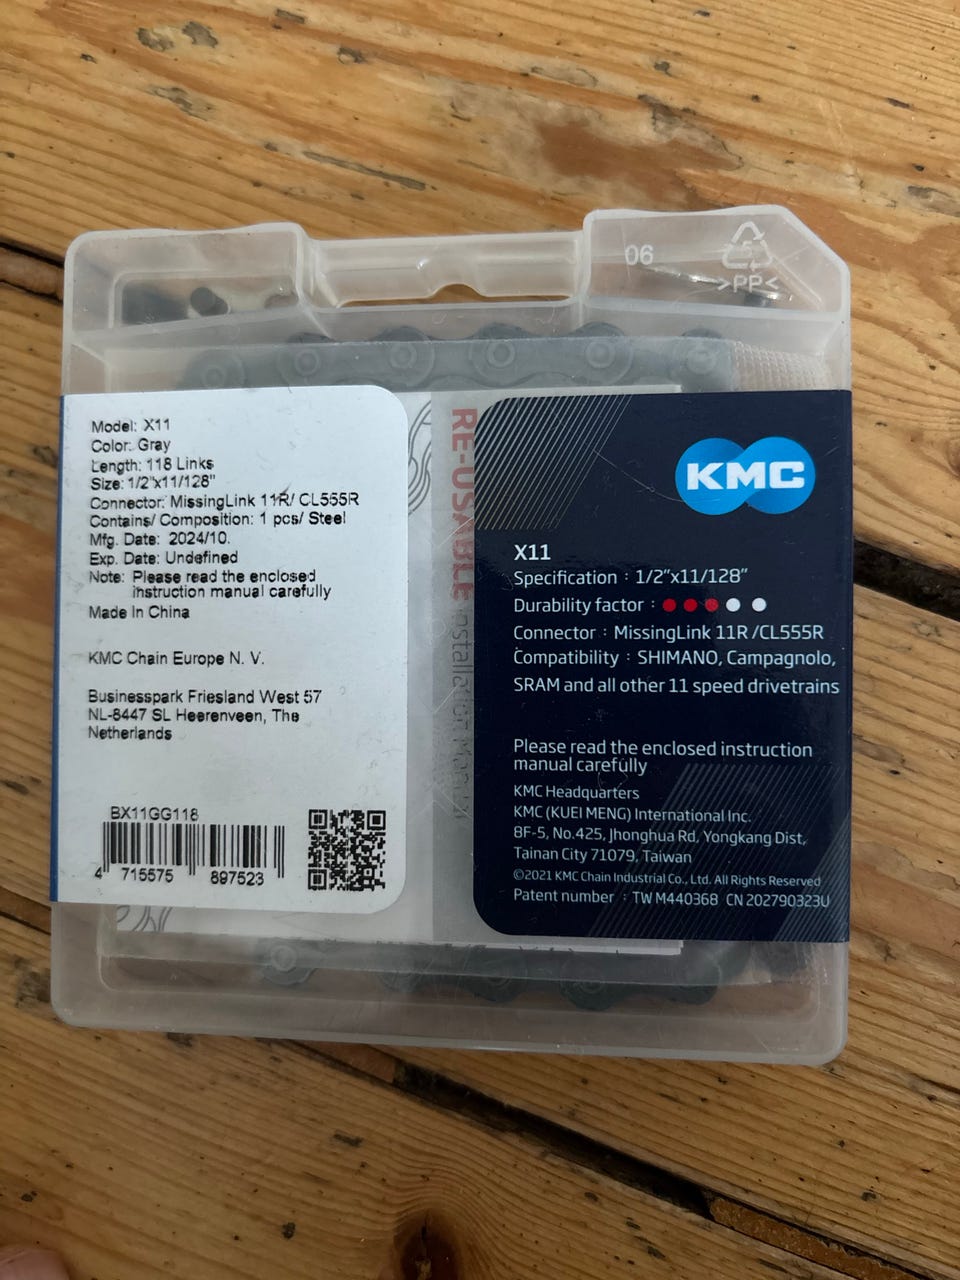 06
>PP<
Model: X11
Color: Gray
Length: 118 Links
Size: 1/2"x11/128"
Connector: MissingLink 11R/ CL555R
Contains/ Composition: 1 pcs/ Steel
Mfg. Date: 2024/10.
Exp. Date: Undefined
Note: Please read the enclosed
instruction manual carefully
Made In China
KMC Chain Europe N. V.
Businesspark Friesland West 57
NL-8447 SL Heerenveen, The
Netherlands
BX11GG118
4 715575 897523
RE-USABLE Installation Manual
KMC
X11
Specification : 1/2"x11/128"
Durability factor :
Connector : MissingLink 11R /CL555R
Compatibility : SHIMANO, Campagnolo,
SRAM and all other 11 speed drivetrains
Please read the enclosed instruction
manual carefully
KMC Headquarters
KMC (KUEI MENG) International Inc.
8F-5, No.425, Jhonghua Rd, Yongkang Dist,
Tainan City 71079, Taiwan
©2021 KMC Chain Industrial Co., Ltd. All Rights Reserved
Patent number : TW M440368 CN 202790323U